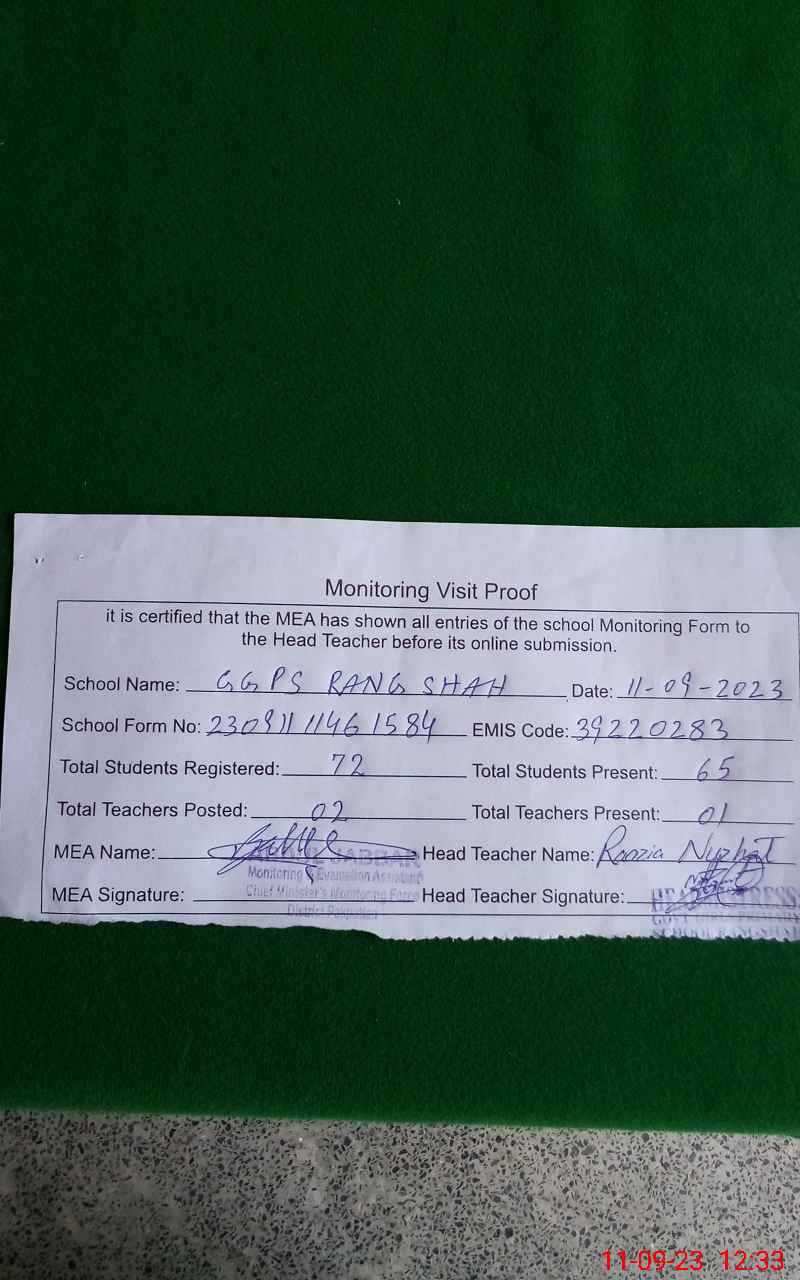 Monitoring Visit Proof
it is certified that the MEA has shown all entries of the school Monitoring Form to
the Head Teacher before its online submission.
School Name: GGPS RANG SHAH Date: 11-09-2023
School Form No: EMIS Code: 39220283
Total Students Registered: 72 Total Students Present: 65
Total Teachers Posted: 02 Total Teachers Present: 01
MEA Name: JABBAR Head Teacher Name:
Monitoring & Evaluation Assistant
Chief Minister's Monitoring Force
MEA Signature: Head Teacher Signature:
District
11-09-23 12:33